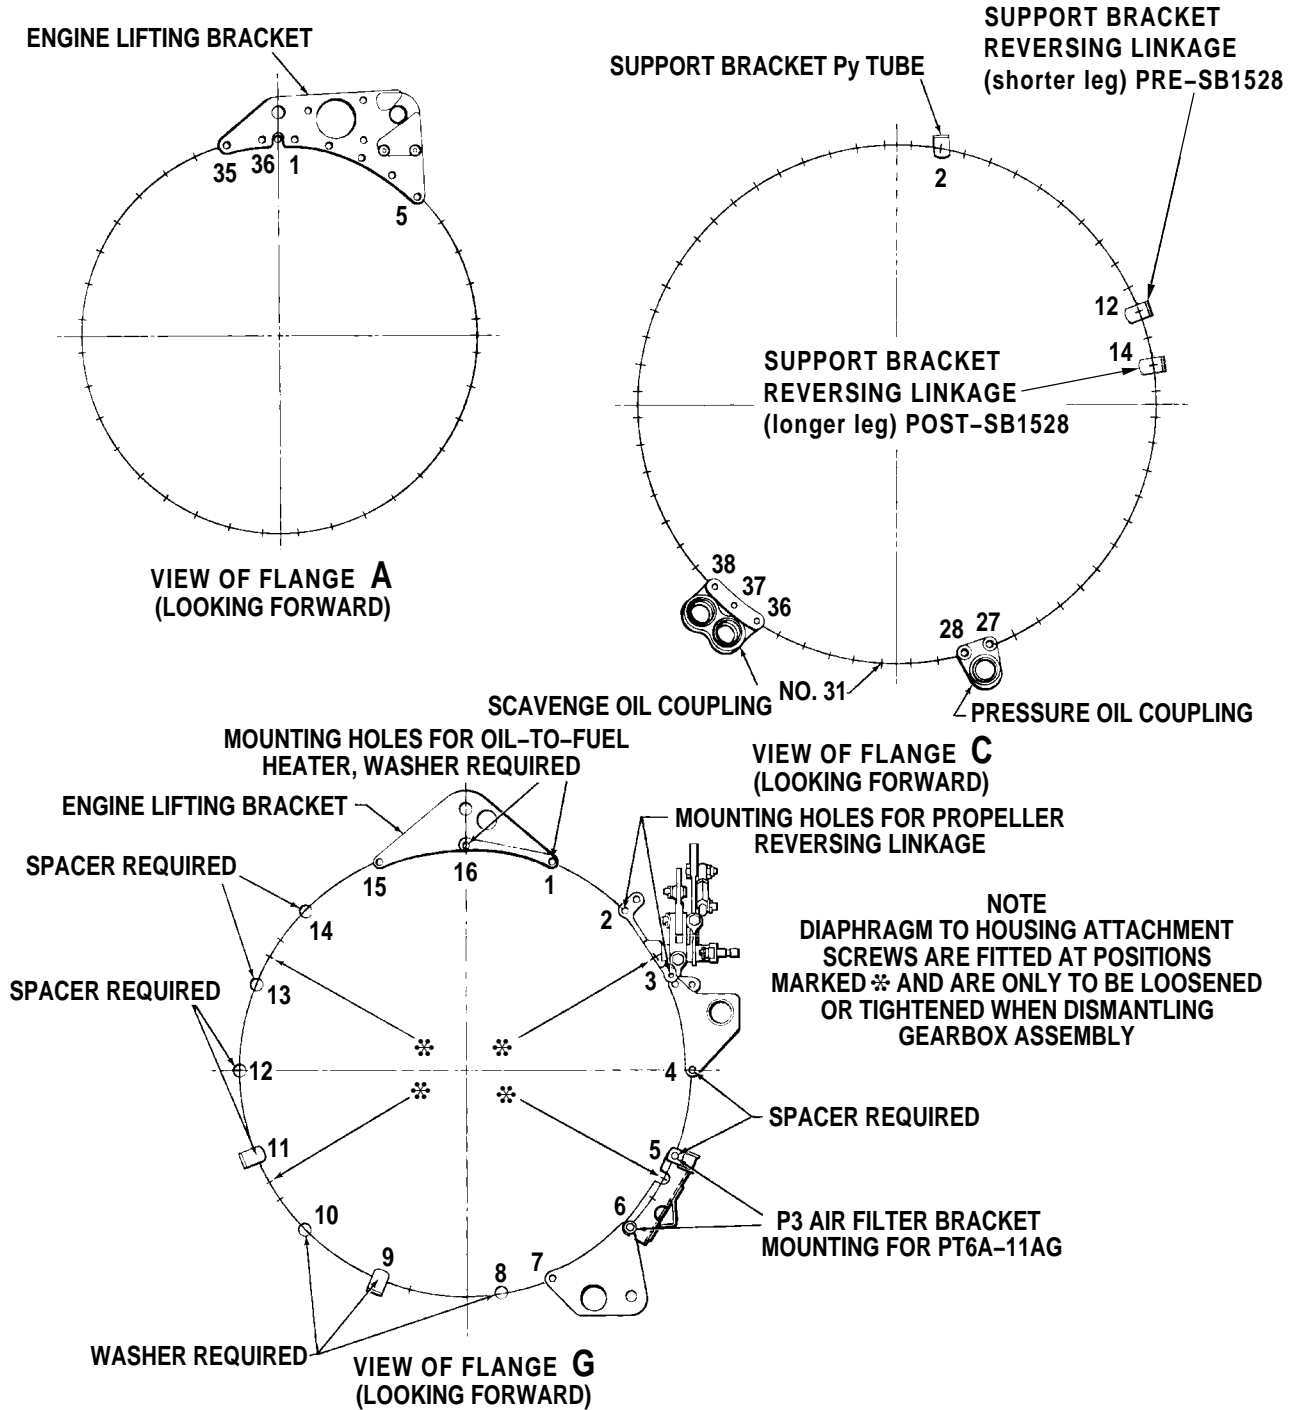 ENGINE LIFTING BRACKET
35
36
1
5
VIEW OF FLANGE A
(LOOKING FORWARD)
SUPPORT BRACKET Py TUBE
SUPPORT BRACKET
REVERSING LINKAGE
(shorter leg) PRE–SB1528
2
12
14
SUPPORT BRACKET
REVERSING LINKAGE
(longer leg) POST–SB1528
38
37
36
28
27
NO. 31
SCAVENGE OIL COUPLING
PRESSURE OIL COUPLING
VIEW OF FLANGE C
(LOOKING FORWARD)
MOUNTING HOLES FOR OIL–TO–FUEL
HEATER, WASHER REQUIRED
ENGINE LIFTING BRACKET
MOUNTING HOLES FOR PROPELLER
REVERSING LINKAGE
SPACER REQUIRED
15
16
1
2
14
3
13
SPACER REQUIRED
12
4
NOTE
DIAPHRAGM TO HOUSING ATTACHMENT
SCREWS ARE FITTED AT POSITIONS
MARKED ✻ AND ARE ONLY TO BE LOOSENED
OR TIGHTENED WHEN DISMANTLING
GEARBOX ASSEMBLY
✻ ✻
✻ ✻
SPACER REQUIRED
11
5
10
6
9
8
7
P3 AIR FILTER BRACKET
MOUNTING FOR PT6A–11AG
WASHER REQUIRED
VIEW OF FLANGE G
(LOOKING FORWARD)